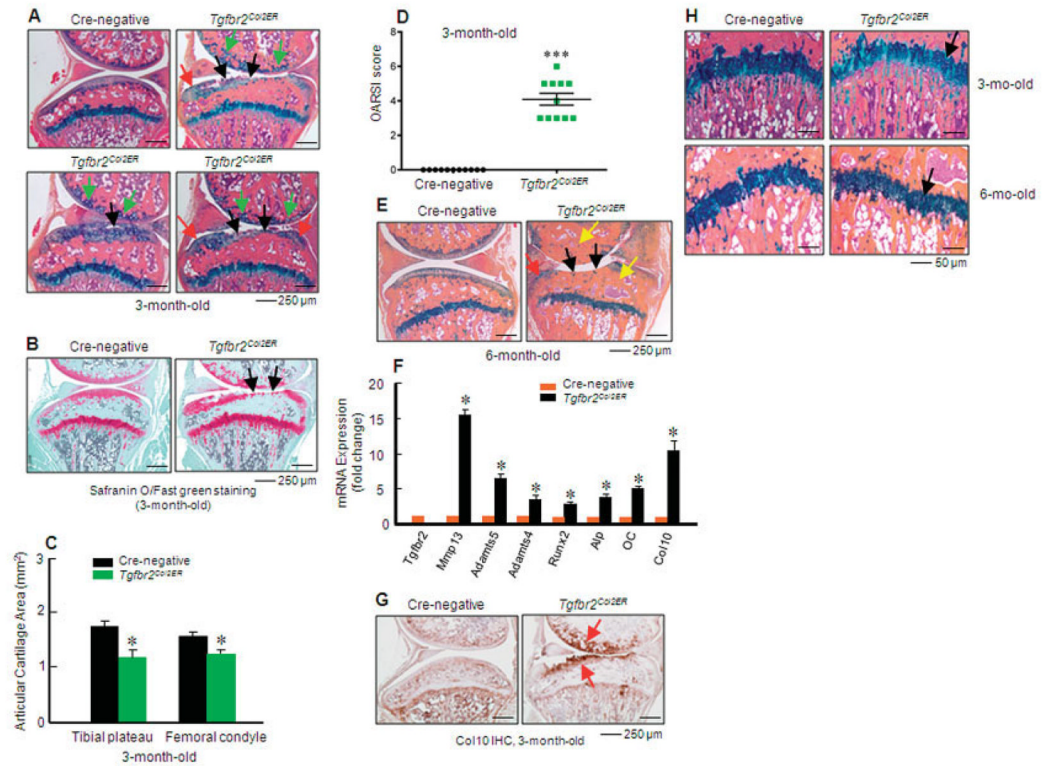 A
Cre-negative
Tgfbr2Col2ER
Tgfbr2Col2ER
Tgfbr2Col2ER
3-month-old
250 µm
B
Cre-negative
Tgfbr2Col2ER
250 µm
Safranin O/Fast green staining
(3-month-old)
C
Articular Cartilage Area (mm2)
3
2
1
0
Cre-negative
Tgfbr2Col2ER
*
*
Tibial plateau
Femoral condyle
3-month-old
D
3-month-old
OARSI score
8
6
4
2
0
***
Cre-negative
Tgfbr2Col2ER
E
Cre-negative
Tgfbr2Col2ER
6-month-old
250 µm
F
mRNA Expression
(fold change)
20
15
10
5
0
Cre-negative
Tgfbr2Col2ER
*
*
*
*
*
*
*
Tgfbr2
Mmp13
Adamts5
Adamts4
Runx2
Alp
OC
Col10
G
Cre-negative
Tgfbr2Col2ER
Col10 IHC, 3-month-old
250 µm
H
Cre-negative
Tgfbr2Col2ER
3-mo-old
6-mo-old
50 µm